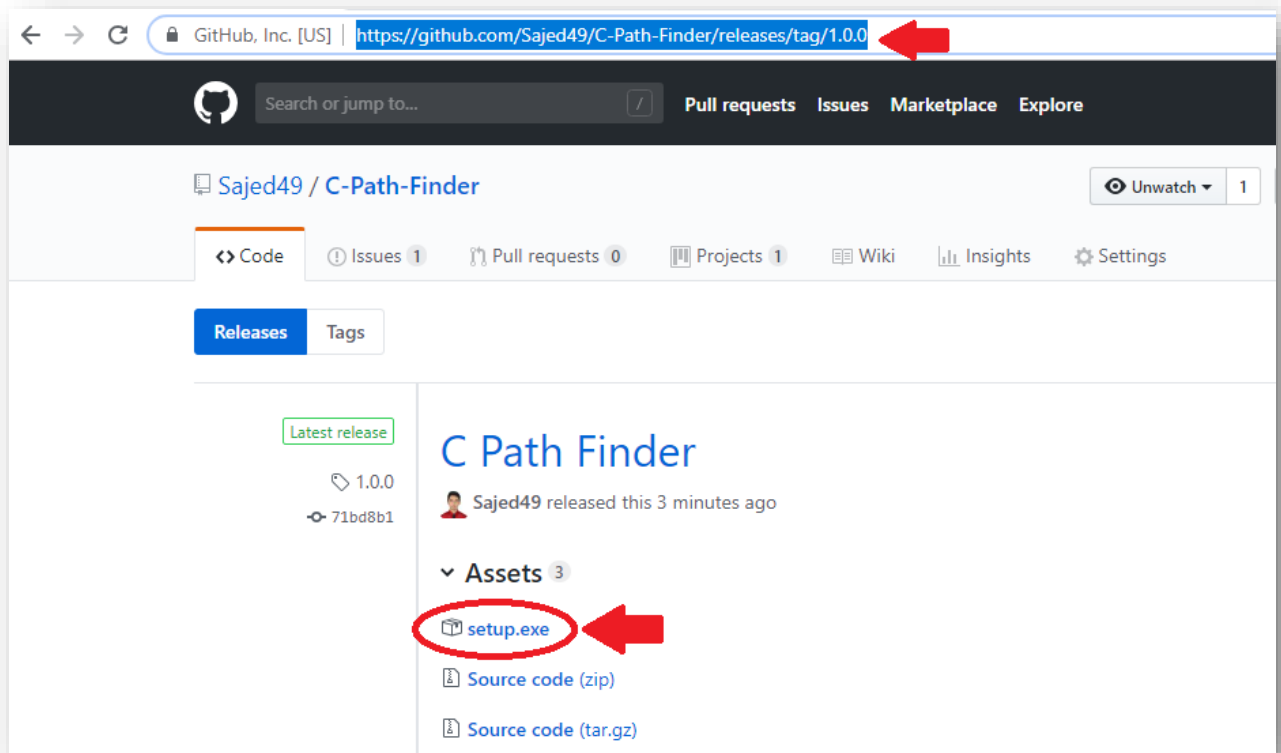 GitHub, Inc. [US] | https://github.com/Sajed49/C-Path-Finder/releases/tag/1.0.0
Search or jump to... /
Pull requests Issues Marketplace Explore
Sajed49 / C-Path-Finder
Unwatch 1
<> Code Issues 1 Pull requests 0 Projects 1 Wiki Insights Settings
Releases Tags
Latest release
1.0.0
71bd8b1
C Path Finder
Sajed49 released this 3 minutes ago
Assets 3
setup.exe
Source code (zip)
Source code (tar.gz)